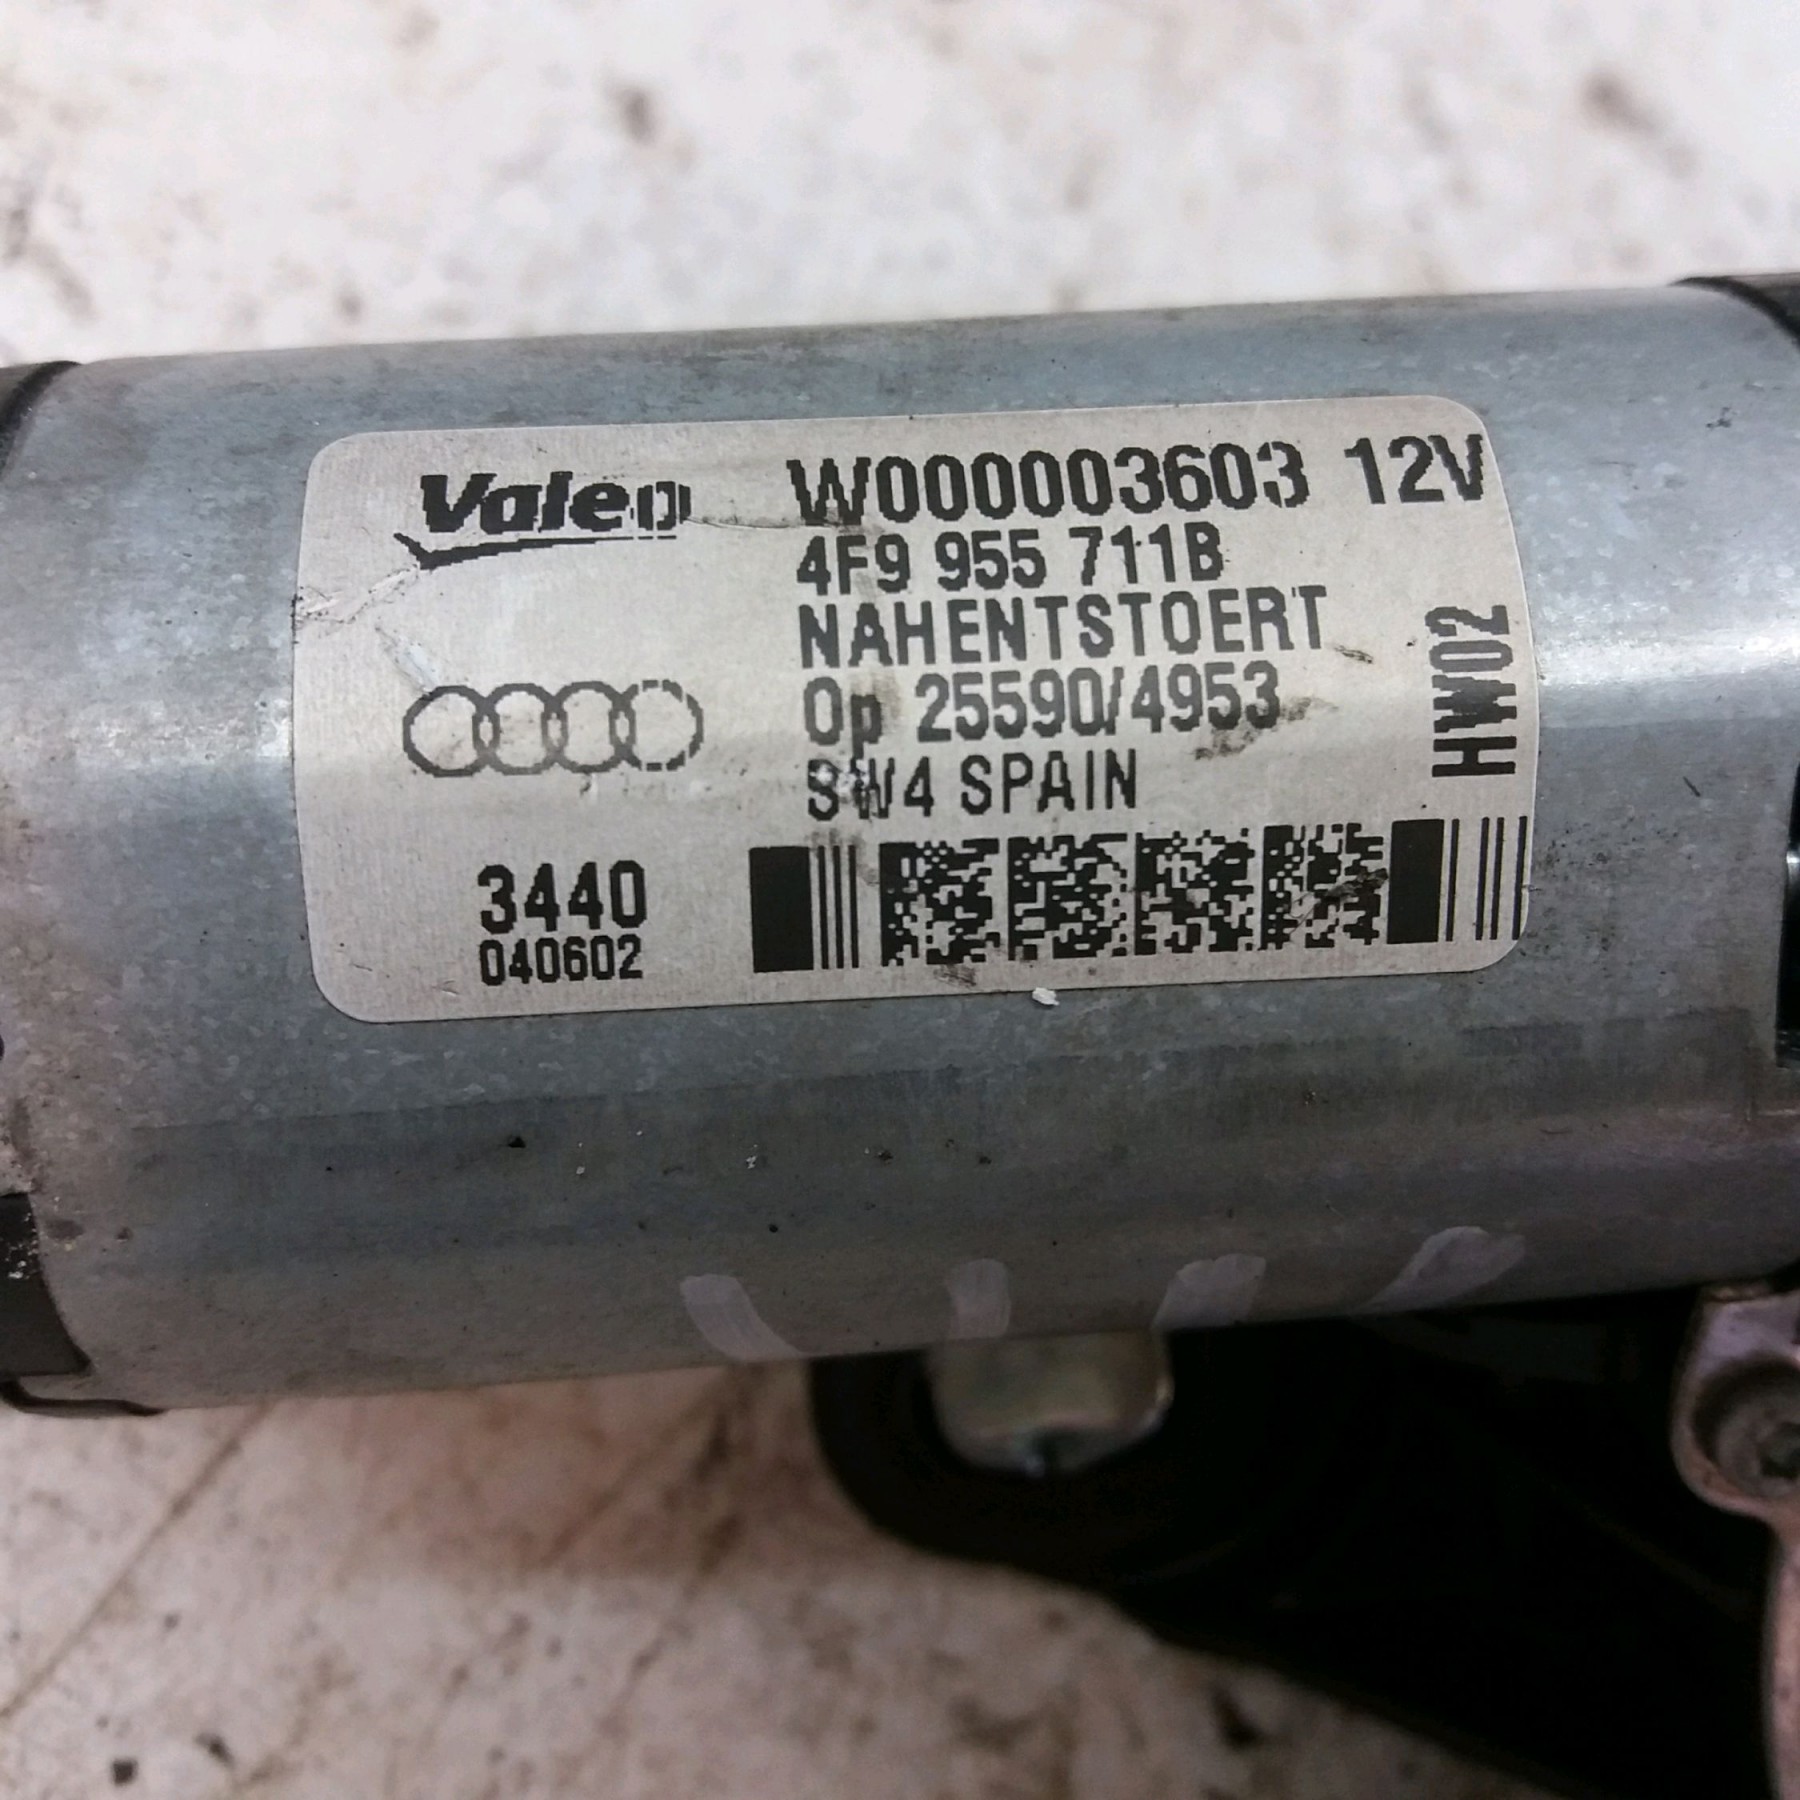 Valeo
W000003603 12V
4F9 955 711B
NAHENTSTOERT
Op 25590/4953
SW4 SPAIN
HW02
3440
040602